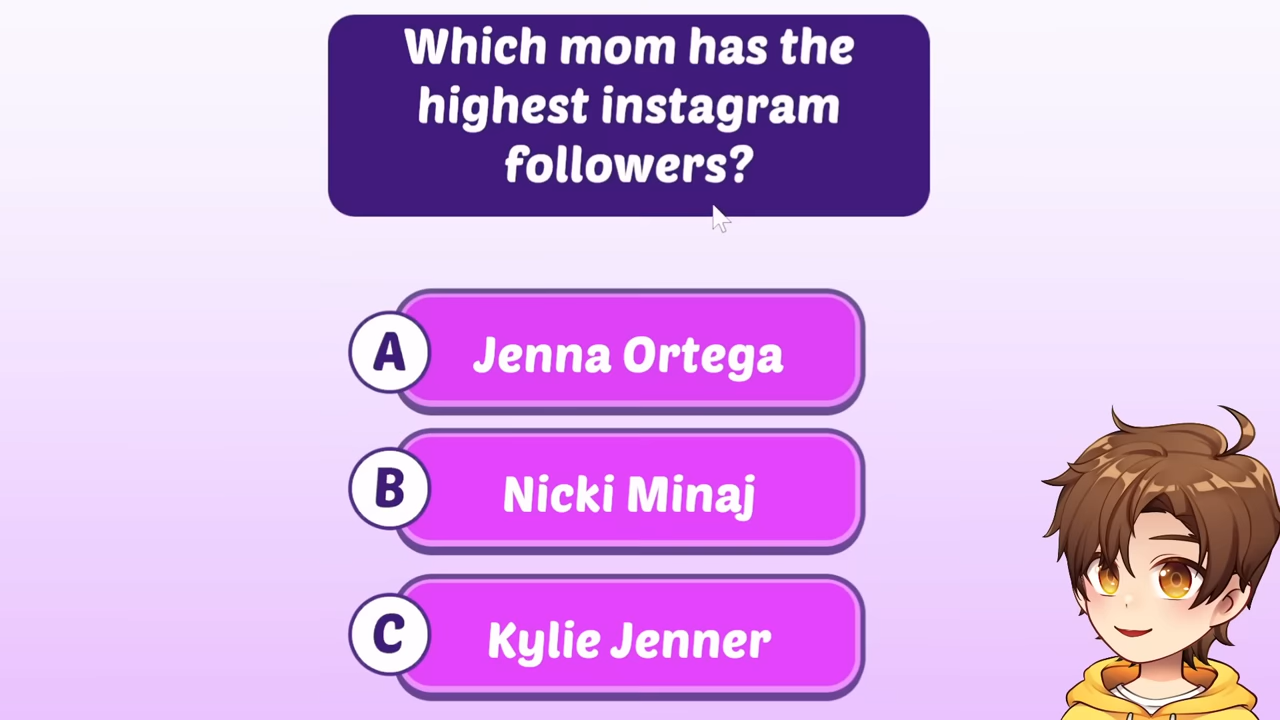 Which mom has the
highest instagram
followers?
A
Jenna Ortega
B
Nicki Minaj
C
Kylie Jenner